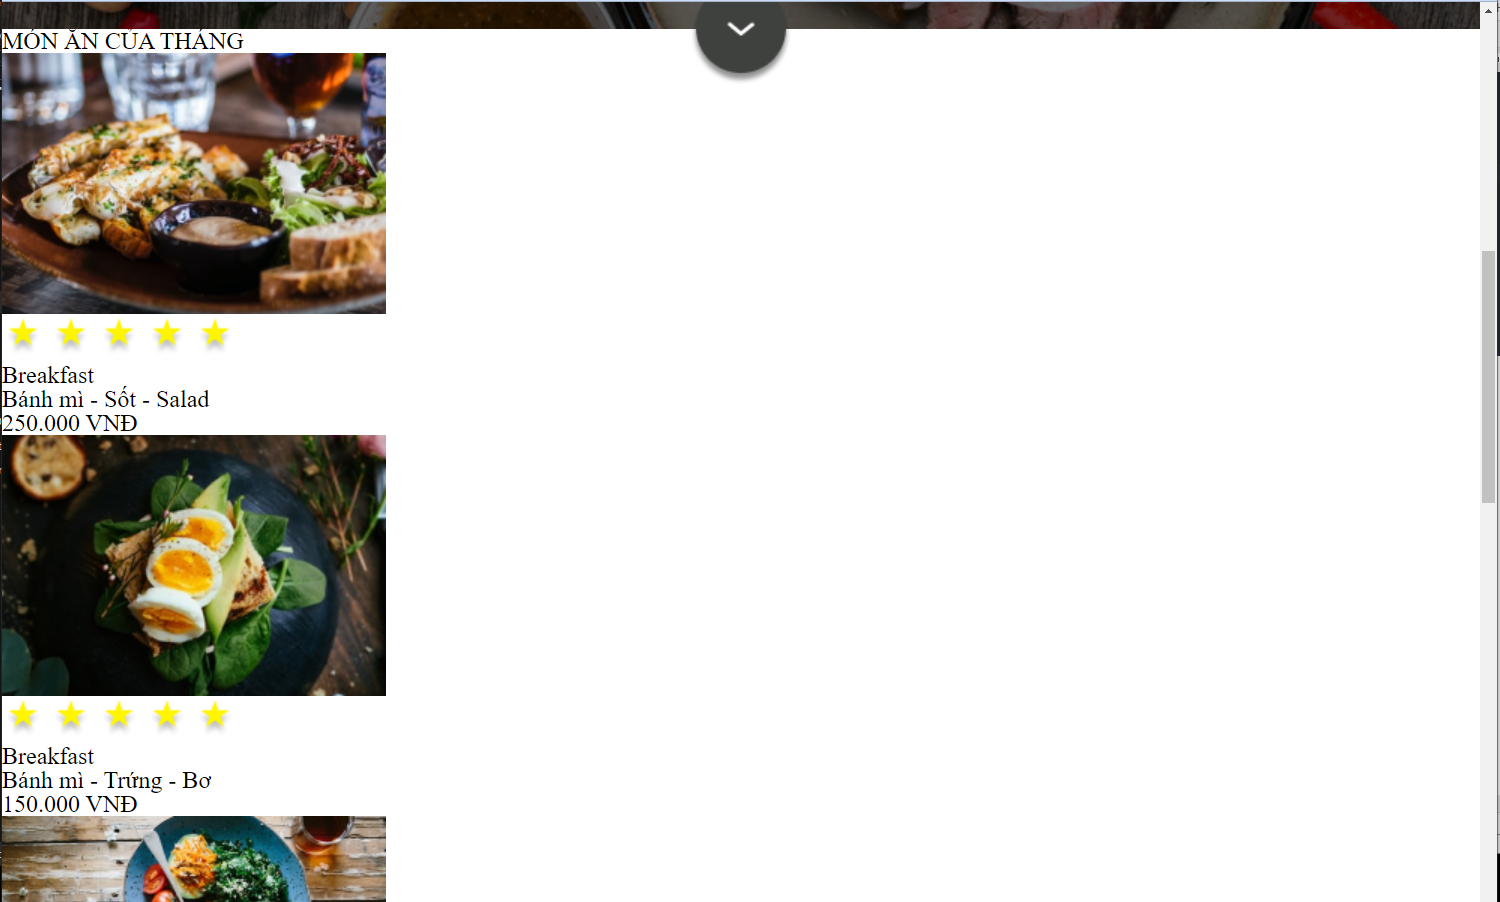 MÓN ĂN CỦA THÁNG
Breakfast
Bánh mì - Sốt - Salad
250.000 VNĐ
Breakfast
Bánh mì - Trứng - Bơ
150.000 VNĐ